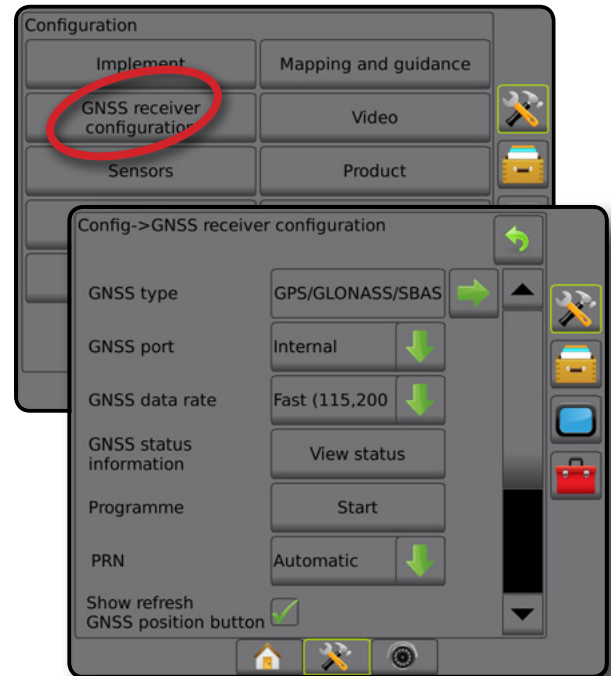 Configuration
Implement
Mapping and guidance
GNSS receiver
configuration
Video
Sensors
Product
Config->GNSS receiver configuration
GNSS type
GPS/GLONASS/SBAS
GNSS port
Internal
GNSS data rate
Fast (115,200
GNSS status
information
View status
Programme
Start
PRN
Automatic
Show refresh
GNSS position button